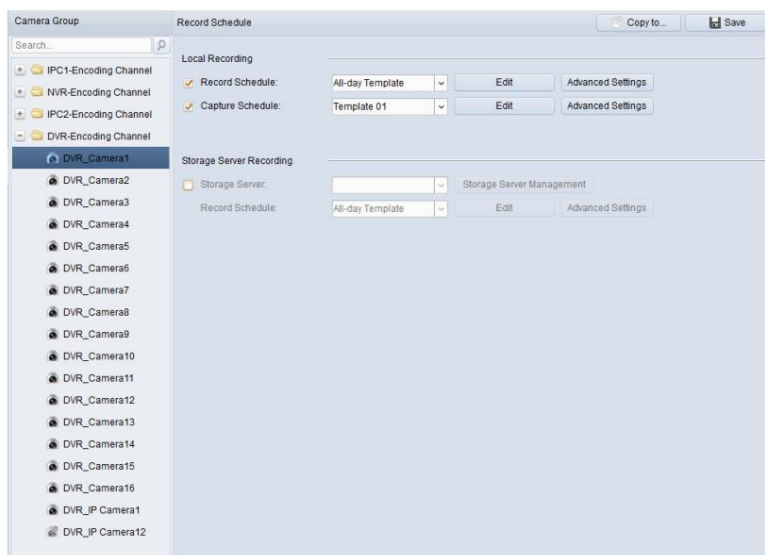 Camera Group
Search...
IPC1-Encoding Channel
NVR-Encoding Channel
IPC2-Encoding Channel
DVR-Encoding Channel
DVR_Camera1
DVR_Camera2
DVR_Camera3
DVR_Camera4
DVR_Camera5
DVR_Camera6
DVR_Camera7
DVR_Camera8
DVR_Camera9
DVR_Camera10
DVR_Camera11
DVR_Camera12
DVR_Camera13
DVR_Camera14
DVR_Camera15
DVR_Camera16
DVR_IP Camera1
DVR_IP Camera12
Record Schedule
Copy to...
Save
Local Recording
Record Schedule: All-day Template Edit Advanced Settings
Capture Schedule: Template 01 Edit Advanced Settings
Storage Server Recording
Storage Server: Storage Server Management
Record Schedule: All-day Template Edit Advanced Settings